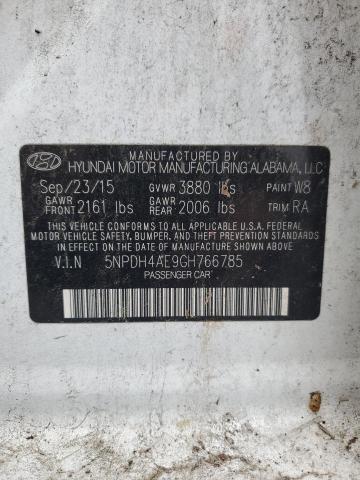 MANUFACTURED BY
HYUNDAI MOTOR MANUFACTURING ALABAMA, LLC
Sep/23/15 GVWR 3880 lbs PAINT W8
GAWR FRONT 2161 lbs GAWR REAR 2006 lbs TRIM RA
THIS VEHICLE CONFORMS TO ALL APPLICABLE U.S.A. FEDERAL
MOTOR VEHICLE SAFETY, BUMPER, AND THEFT PREVENTION
STANDARDS IN EFFECT ON THE DATE OF MANUFACTURE SHOWN ABOVE.
V.I.N 5NPDH4AE9GH766785
PASSENGER CAR